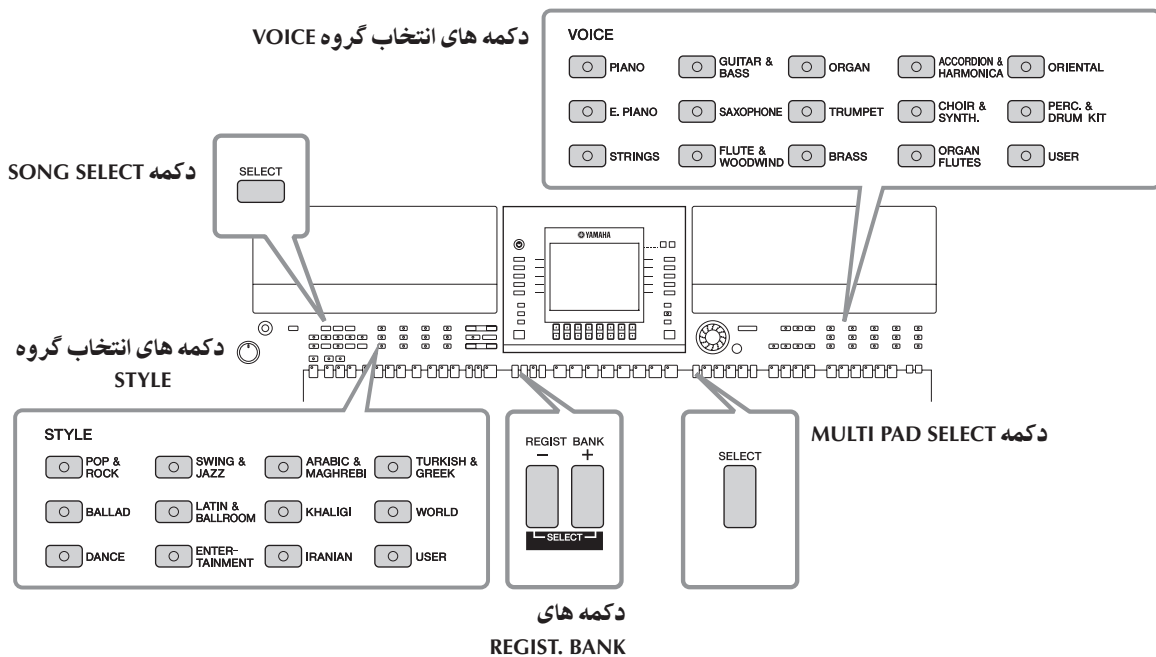 دکمه های انتخاب گروه VOICE
VOICE
PIANO
GUITAR &
BASS
ORGAN
ACCORDION &
HARMONICA
ORIENTAL
E. PIANO
SAXOPHONE
TRUMPET
CHOIR &
SYNTH.
PERC. &
DRUM KIT
STRINGS
FLUTE &
WOODWIND
BRASS
ORGAN
FLUTES
USER
دکمه SONG SELECT
SELECT
YAMAHA
دکمه های انتخاب گروه
STYLE
STYLE
POP &
ROCK
SWING &
JAZZ
ARABIC &
MAGHREBI
TURKISH &
GREEK
BALLAD
LATIN &
BALLROOM
KHALIGI
WORLD
DANCE
ENTER-
TAINMENT
IRANIAN
USER
REGIST BANK
− +
SELECT
دکمه های
REGIST. BANK
دکمه MULTI PAD SELECT
SELECT